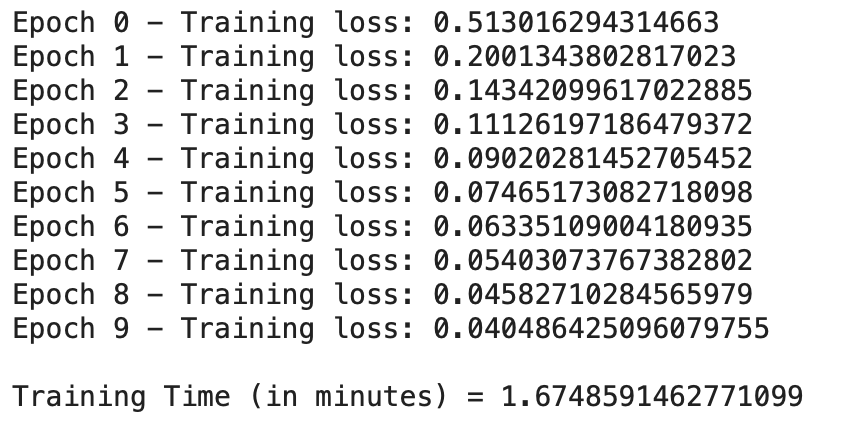 Epoch 0 – Training loss: 0.513016294314663
Epoch 1 – Training loss: 0.2001343802817023
Epoch 2 – Training loss: 0.14342099617022885
Epoch 3 – Training loss: 0.11126197186479372
Epoch 4 – Training loss: 0.09020281452705452
Epoch 5 – Training loss: 0.07465173082718098
Epoch 6 – Training loss: 0.06335109004180935
Epoch 7 – Training loss: 0.05403073767382802
Epoch 8 – Training loss: 0.04582710284565979
Epoch 9 – Training loss: 0.040486425096079755
Training Time (in minutes) = 1.6748591462771099